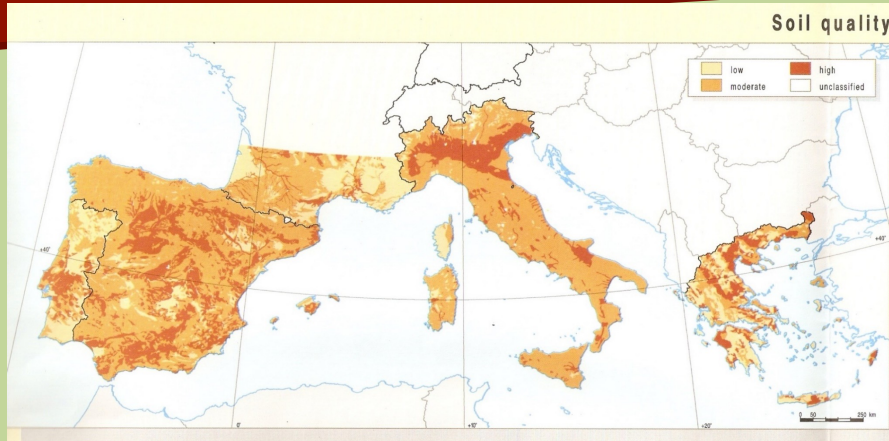 Soil quality
low
high
moderate
unclassified
+40°
+40°
0°
+10°
+20°
0 50 250 km